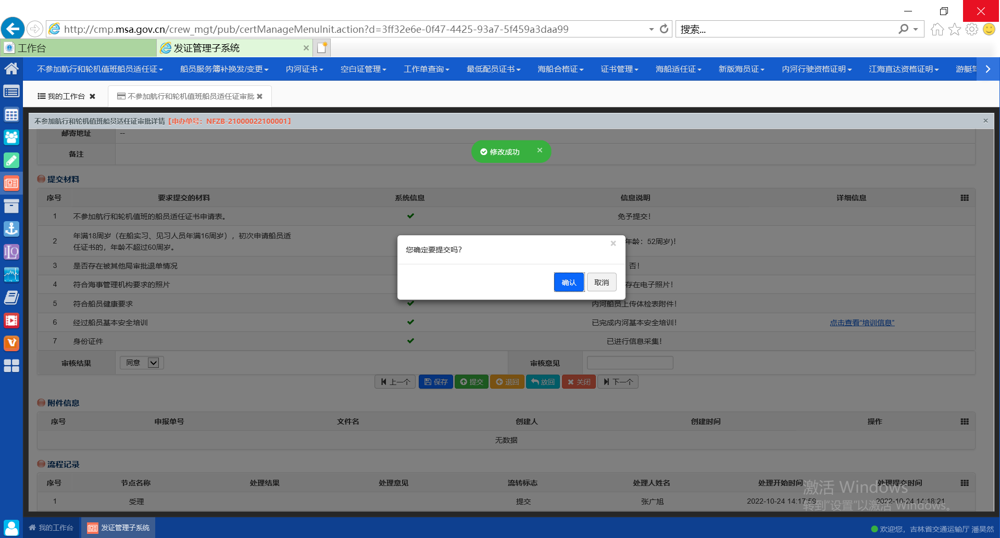 http://cmp.msa.gov.cn/crew_mgt/pub/certManageMenuInit.action?d=3ff32e6e-0f47-4425-93a7-5f459a3daa99
搜索...
工作台 发证管理子系统
不参加航行和轮机值班船员适任证 船员服务簿补换发/变更 内河证书 空白证管理 工作单查询 最低配员证书 海船合格证 证书管理 海船适任证 新版海员证 内河行驶资格证明 江海直达资格证明 游艇
我的工作台 不参加航行和轮机值班船员适任证审批
不参加航行和轮机值班船员适任证审批详情【申办单号：NFZB-21000022100001】
邮寄地址 --
修改成功
备注
提交材料
序号 要求提交的材料 系统信息 信息说明 详细信息
1 不参加航行和轮机值班的船员适任证书申请表。 免予提交！
2 年满18周岁（在船实习、见习人员年满16周岁），初次申请船员适
任证书的，年龄不超过60周岁。 年龄：52周岁)！
您确定要提交吗？
3 是否存在被其他局审批退单情况 否！
确认 取消
4 符合海事管理机构要求的照片 存在电子照片！
5 符合船员健康要求 内河船员上传体检表附件！
6 经过船员基本安全培训 已完成内河基本安全培训！ 点击查看“培训信息”
7 身份证件 已进行信息采集！
审核结果 同意 审核意见
上一个 保存 提交 退回 放回 关闭 下一个
附件信息
序号 申报单号 文件名 创建人 创建时间 操作
无数据
流程记录
序号 节点名称 处理结果 处理意见 流转标志 处理人姓名 处理开始时间 处理提交时间
1 受理 提交 张广旭 2022-10-24 14:17:59 2022-10-24 14:18:21
激活 Windows
转到“设置”以激活 Windows。
我的工作台 发证管理子系统
欢迎您，吉林省交通运输厅 潘昊然